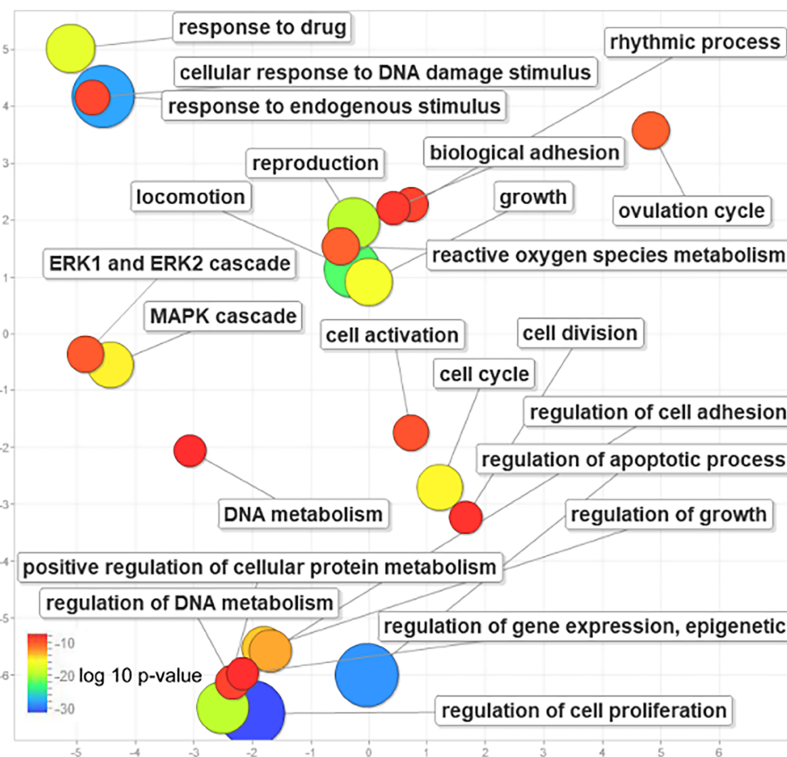 response to drug
rhythmic process
cellular response to DNA damage stimulus
response to endogenous stimulus
biological adhesion
reproduction
locomotion
growth
ovulation cycle
reactive oxygen species metabolism
ERK1 and ERK2 cascade
MAPK cascade
cell activation
cell division
cell cycle
regulation of cell adhesion
regulation of apoptotic process
DNA metabolism
regulation of growth
positive regulation of cellular protein metabolism
regulation of DNA metabolism
regulation of gene expression, epigenetic
log 10 p-value
-10
-20
-30
regulation of cell proliferation
5
4
3
2
1
0
-1
-2
-3
-4
-5
-6
-5 -4 -3 -2 -1 0 1 2 3 4 5 6